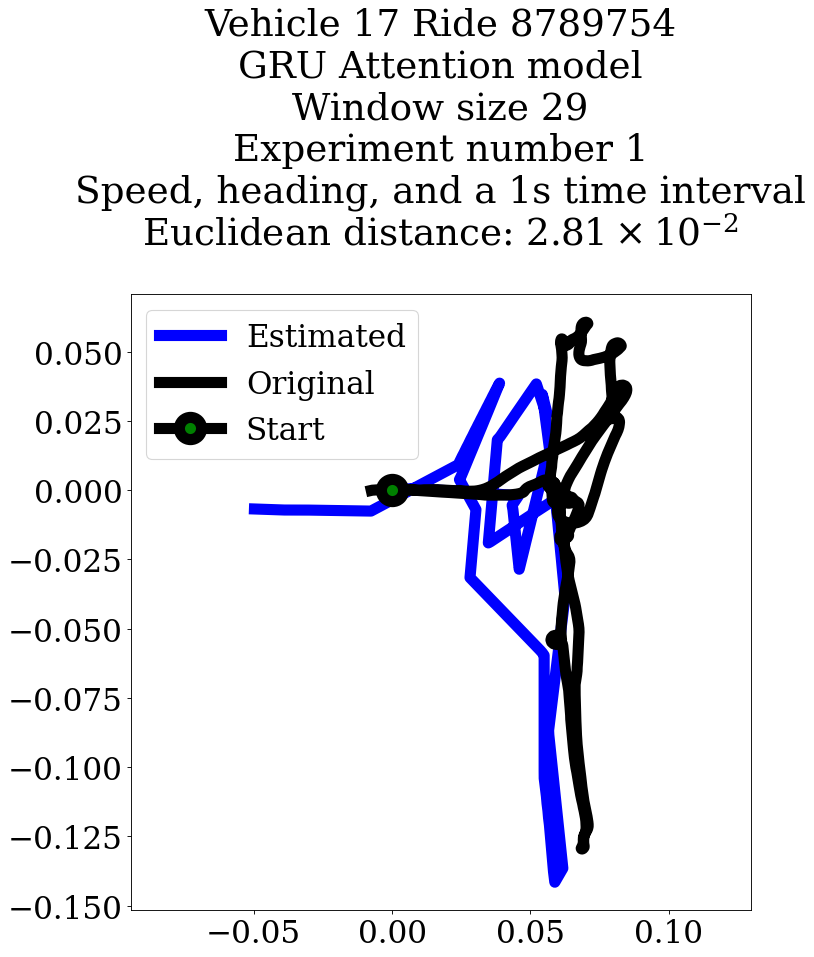 Vehicle 17 Ride 8789754
GRU Attention model
Window size 29
Experiment number 1
Speed, heading, and a 1s time interval
Euclidean distance: 2.81 × 10⁻²
Estimated
Original
Start
0.050
0.025
0.000
−0.025
−0.050
−0.075
−0.100
−0.125
−0.150
−0.05 0.00 0.05 0.10